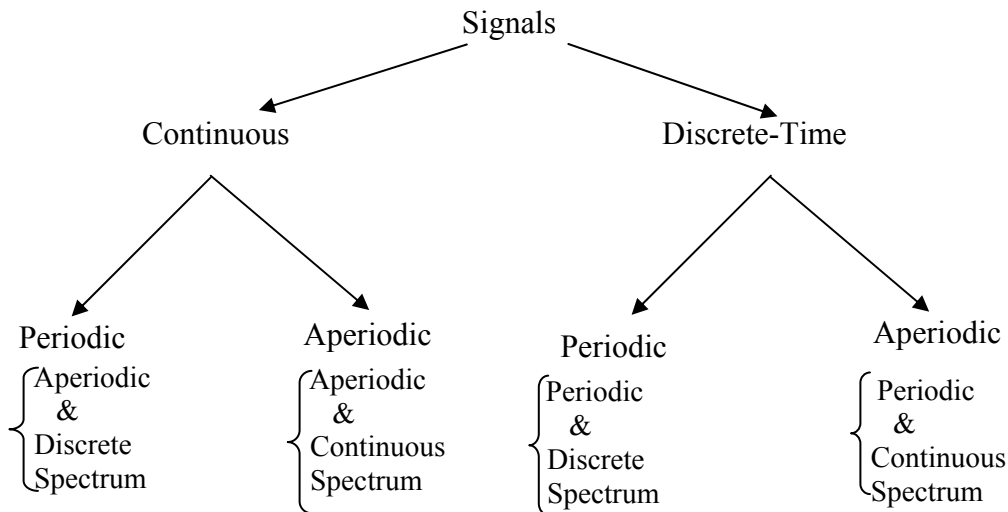 Signals
Continuous
Discrete-Time
Periodic
Aperiodic
&
Discrete
Spectrum
Aperiodic
Aperiodic
&
Continuous
Spectrum
Periodic
Periodic
&
Discrete
Spectrum
Aperiodic
Periodic
&
Continuous
Spectrum